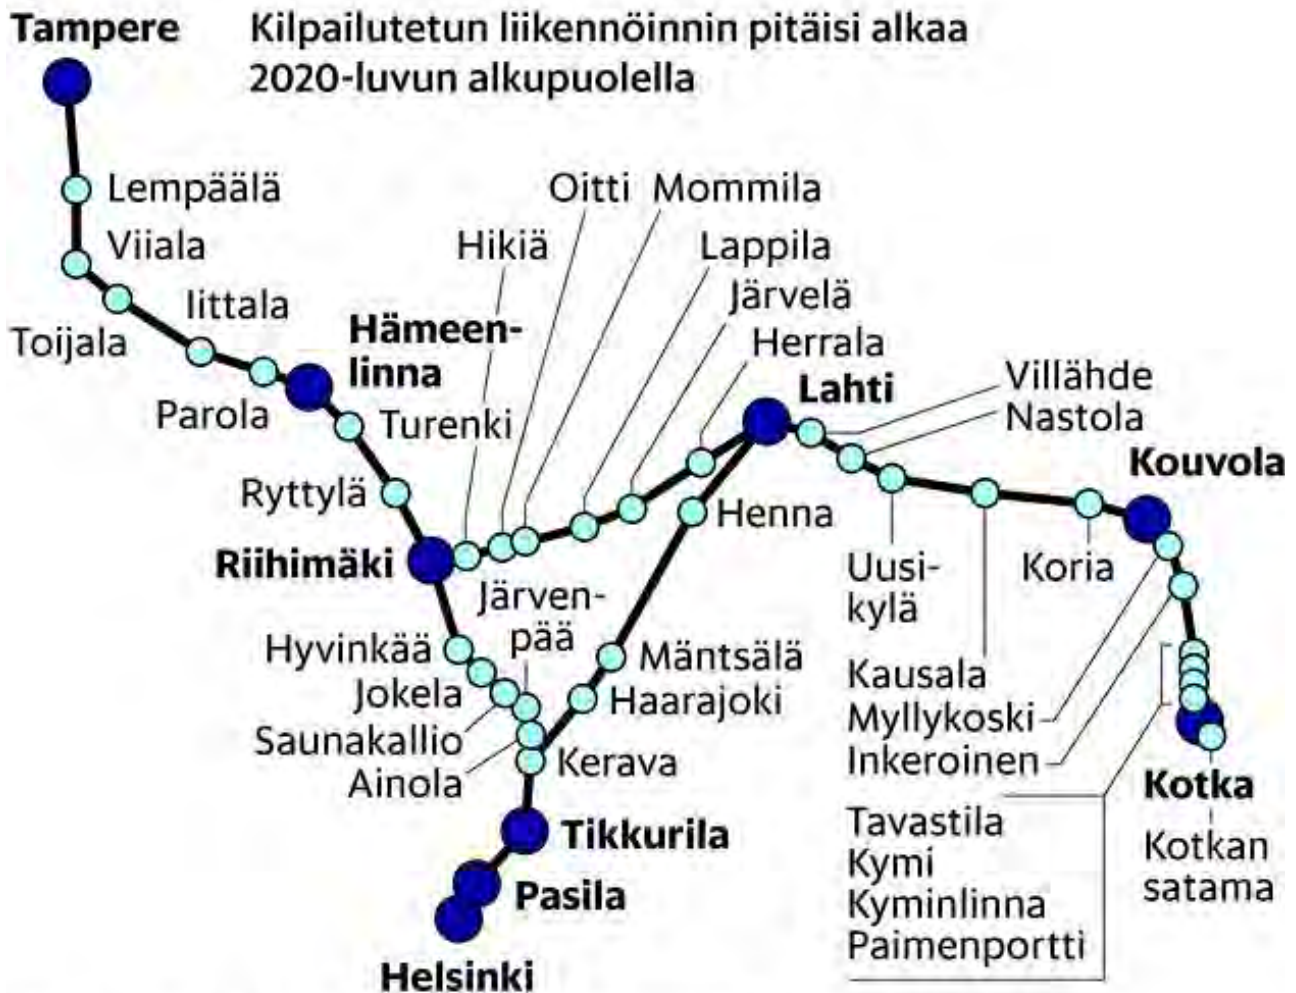 Tampere
Kilpailutetun liikennöinnin pitäisi alkaa
2020-luvun alkupuolella
Lempäälä
Oitti
Mommila
Viiala
Hikiä
Lappila
Iittala
Järvelä
Toijala
Hämeen-
linna
Herrala
Lahti
Villähde
Nastola
Parola
Turenki
Kouvola
Ryttylä
Henna
Riihimäki
Järven-
pää
Uusi-
kylä
Koria
Hyvinkää
Mäntsälä
Jokela
Haarajoki
Kausala
Myllykoski
Saunakallio
Inkeroinen
Ainola
Kerava
Kotka
Tikkurila
Tavastila
Kymi
Kyminlinna
Paimenportti
Kotkan
satama
Pasila
Helsinki